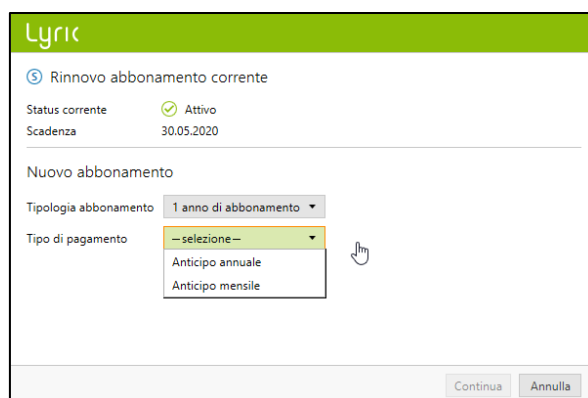 Lyric
S Rinnovo abbonamento corrente
Status corrente Attivo
Scadenza 30.05.2020
Nuovo abbonamento
Tipologia abbonamento 1 anno di abbonamento
Tipo di pagamento —selezione—
Anticipo annuale
Anticipo mensile
Continua Annulla